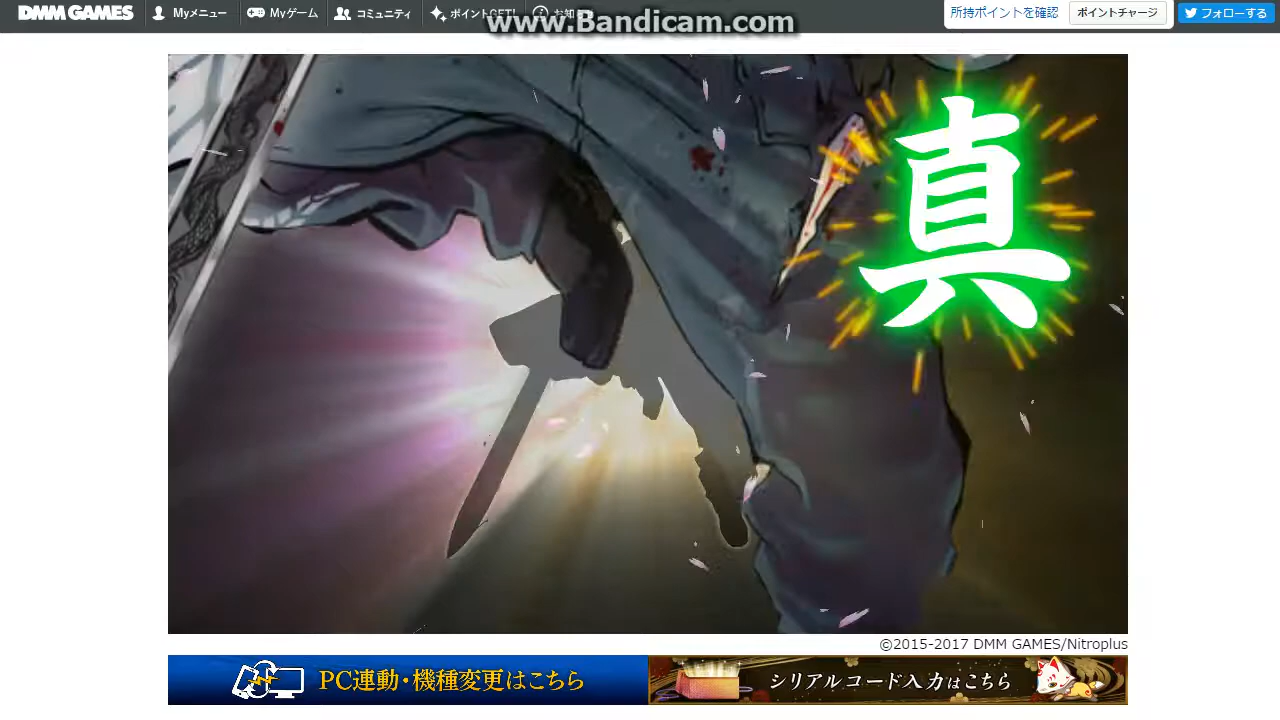 DMM GAMES Myメニュー Myゲーム コミュニティ ポイントGET! お知
www.Bandicam.com
所持ポイントを確認 ポイントチャージ フォローする
真
©2015-2017 DMM GAMES/Nitroplus
PC連動・機種変更はこちら シリアルコード入力はこちら